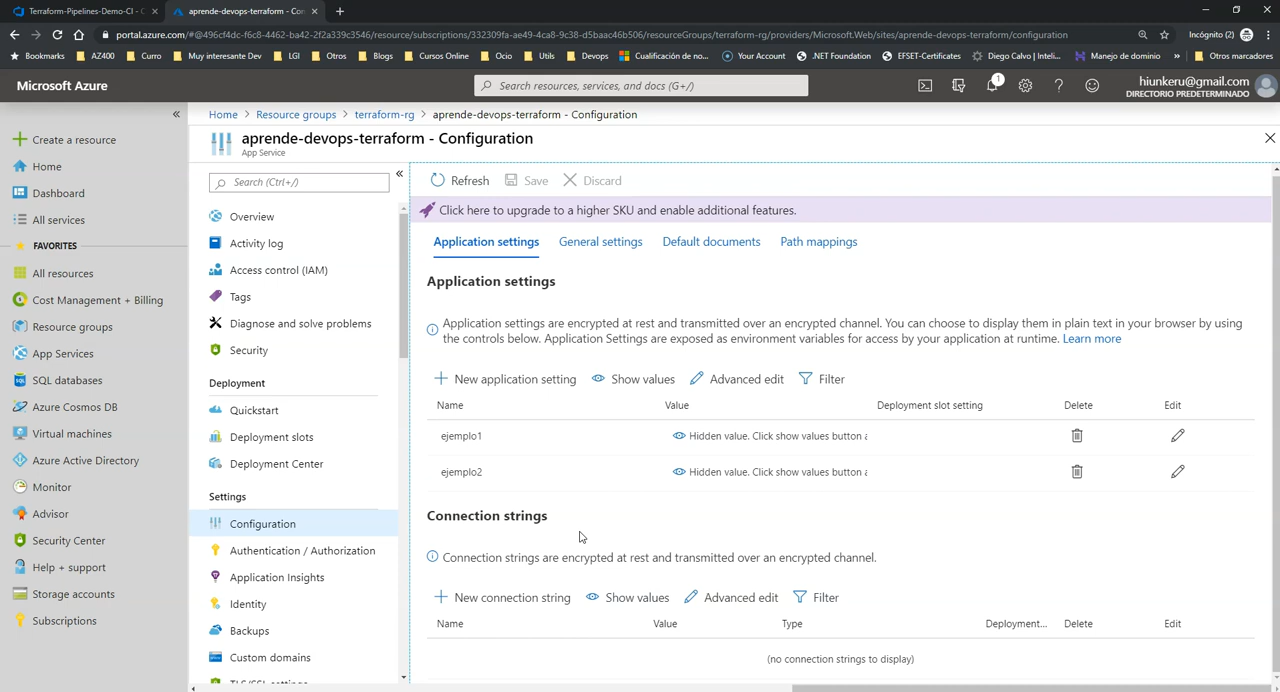 Terraform-Pipelines-Demo-CI - C
aprende-devops-terraform - Con
portal.azure.com/#@496cf4dc-f6c8-4462-ba42-2f2a339c3546/resource/subscriptions/332309fa-ae49-4ca8-9c38-d5baac46b506/resourceGroups/terraform-rg/providers/Microsoft.Web/sites/aprende-devops-terraform/configuration
Incógnito (2)
Bookmarks
AZ400
Curro
Muy interesante Dev
LGI
Otros
Blogs
Cursos Online
Ocio
Utils
Devops
Cualificación de no...
Your Account
.NET Foundation
EFSET-Certificates
Diego Calvo | Inteli...
Manejo de dominio
»
Otros marcadores
Microsoft Azure
Search resources, services, and docs (G+/)
1
hiunkeru@gmail.com
DIRECTORIO PREDETERMINADO
«
Create a resource
Home
Dashboard
All services
FAVORITES
All resources
Cost Management + Billing
Resource groups
App Services
SQL databases
Azure Cosmos DB
Virtual machines
Azure Active Directory
Monitor
Advisor
Security Center
Help + support
Storage accounts
Subscriptions
Home > Resource groups > terraform-rg > aprende-devops-terraform - Configuration
aprende-devops-terraform - Configuration
App Service
Search (Ctrl+/)
«
Overview
Activity log
Access control (IAM)
Tags
Diagnose and solve problems
Security
Deployment
Quickstart
Deployment slots
Deployment Center
Settings
Configuration
Authentication / Authorization
Application Insights
Identity
Backups
Custom domains
TLS/SSL settings
Refresh
Save
Discard
Click here to upgrade to a higher SKU and enable additional features.
Application settings
General settings
Default documents
Path mappings
Application settings
Application settings are encrypted at rest and transmitted over an encrypted channel. You can choose to display them in plain text in your browser by using
the controls below. Application Settings are exposed as environment variables for access by your application at runtime. Learn more
New application setting
Show values
Advanced edit
Filter
Name
Value
Deployment slot setting
Delete
Edit
ejemplo1
Hidden value. Click show values button a
ejemplo2
Hidden value. Click show values button a
Connection strings
Connection strings are encrypted at rest and transmitted over an encrypted channel.
New connection string
Show values
Advanced edit
Filter
Name
Value
Type
Deployment...
Delete
Edit
(no connection strings to display)